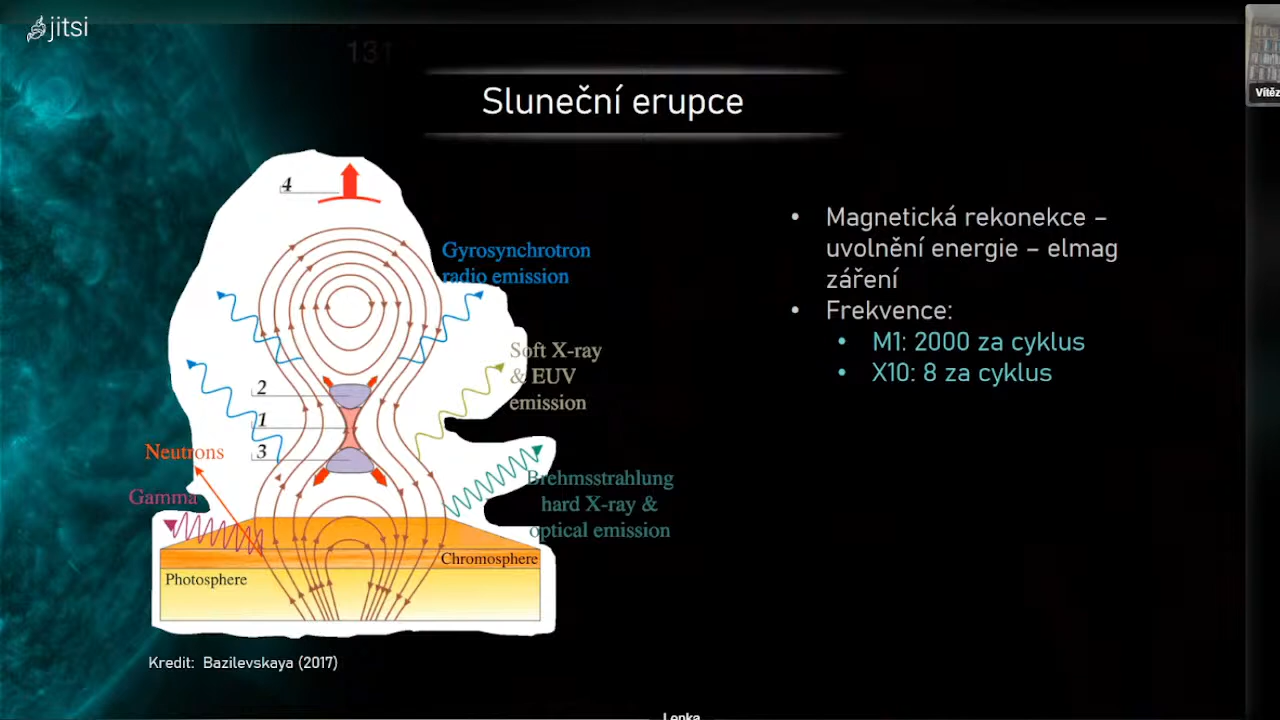 jitsi
131
Sluneční erupce
4
Gyrosynchrotron
radio emission
Soft X-ray
& EUV
emission
2
1
3
Neutrons
Gamma
Brehmsstrahlung
hard X-ray &
optical emission
Chromosphere
Photosphere
Kredit: Bazilevskaya (2017)
• Magnetická rekonekce –
uvolnění energie – elmag
záření
• Frekvence:
• M1: 2000 za cyklus
• X10: 8 za cyklus
Vítěz
Lenka